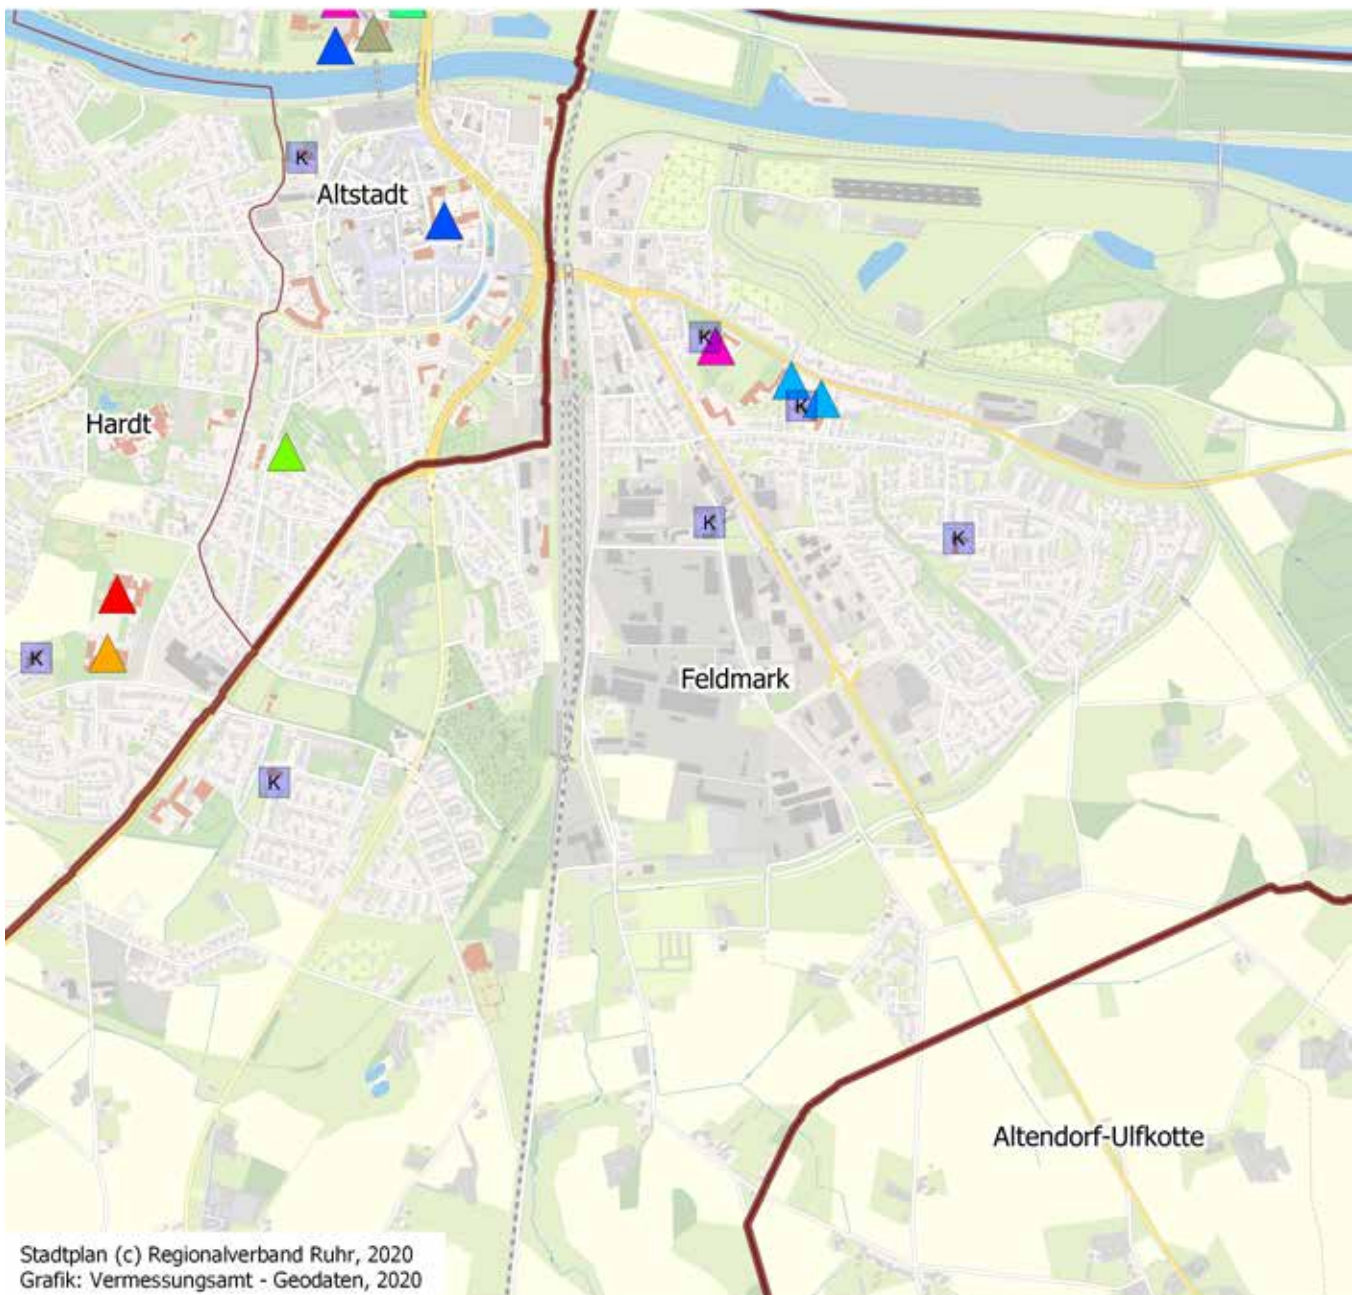 K
Altstadt
K
Hardt
K
K
K
K
Feldmark
K
Altendorf-Ulfkotte
Stadtplan (c) Regionalverband Ruhr, 2020
Grafik: Vermessungsamt - Geodaten, 2020